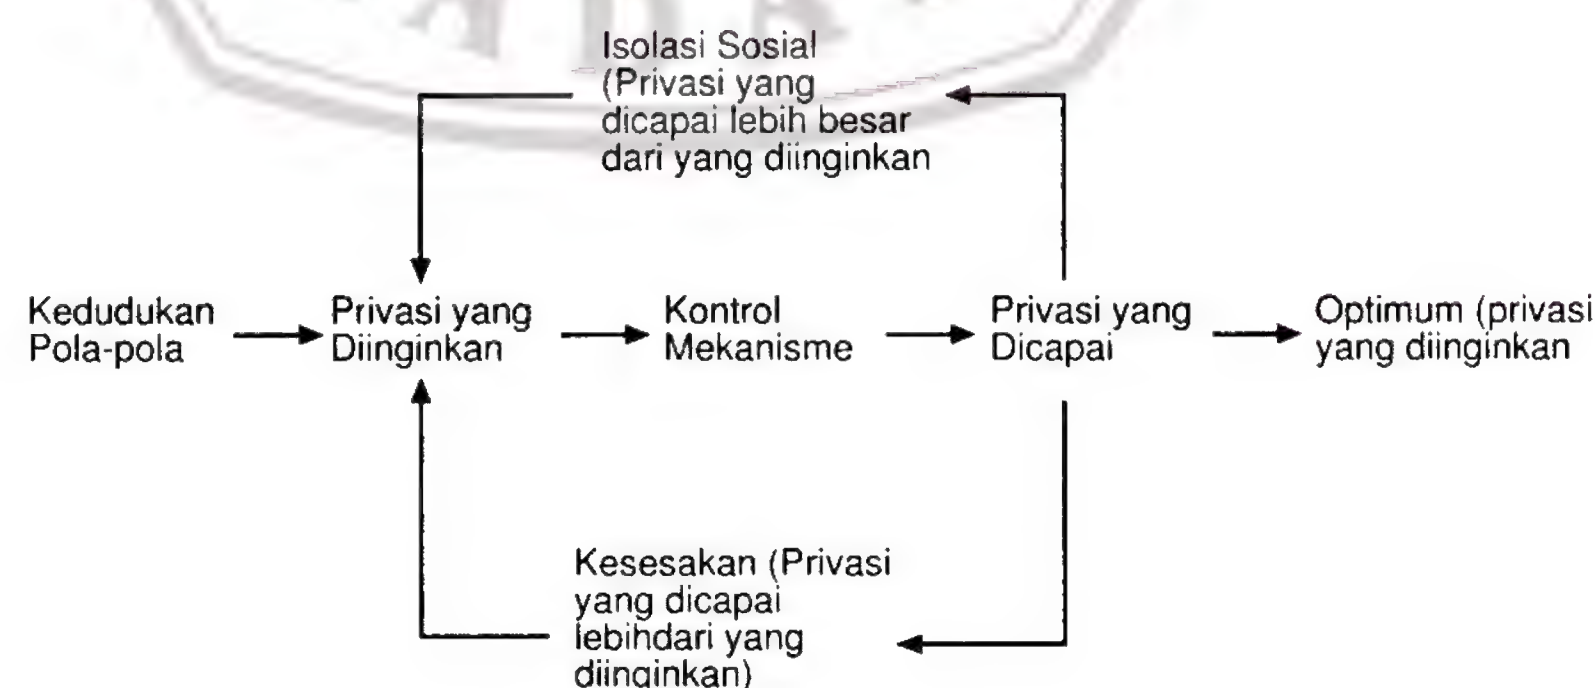 Isolasi Sosial
(Privasi yang
dicapai lebih besar
dari yang diinginkan
Kedudukan
Pola-pola
Privasi yang
Diinginkan
Kontrol
Mekanisme
Privasi yang
Dicapai
Optimum (privasi
yang diinginkan
Kesesakan (Privasi
yang dicapai
lebihdari yang
diinginkan)